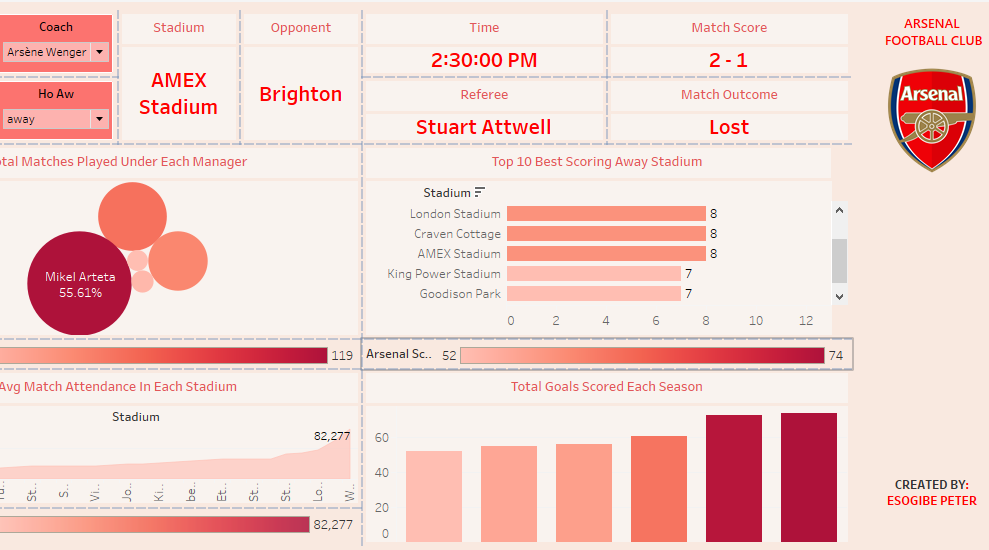 Coach
Arsène Wenger
Ho Aw
away
Stadium
AMEX
Stadium
Opponent
Brighton
Time
2:30:00 PM
Referee
Stuart Attwell
Match Score
2 - 1
Match Outcome
Lost
ARSENAL
FOOTBALL CLUB
Arsenal
Matches Played Under Each Manager
Mikel Arteta
55.61%
119
Top 10 Best Scoring Away Stadium
Stadium
London Stadium 8
Craven Cottage 8
AMEX Stadium 8
King Power Stadium 7
Goodison Park 7
0 2 4 6 8 10 12
Arsenal Sc.. 52 74
Avg Match Attendance In Each Stadium
Stadium
82,277
St.. S.. Vi.. Jo.. Ki.. be.. Et.. St.. St.. Lo.. W..
82,277
Total Goals Scored Each Season
60
40
20
0
CREATED BY:
ESOGIBE PETER